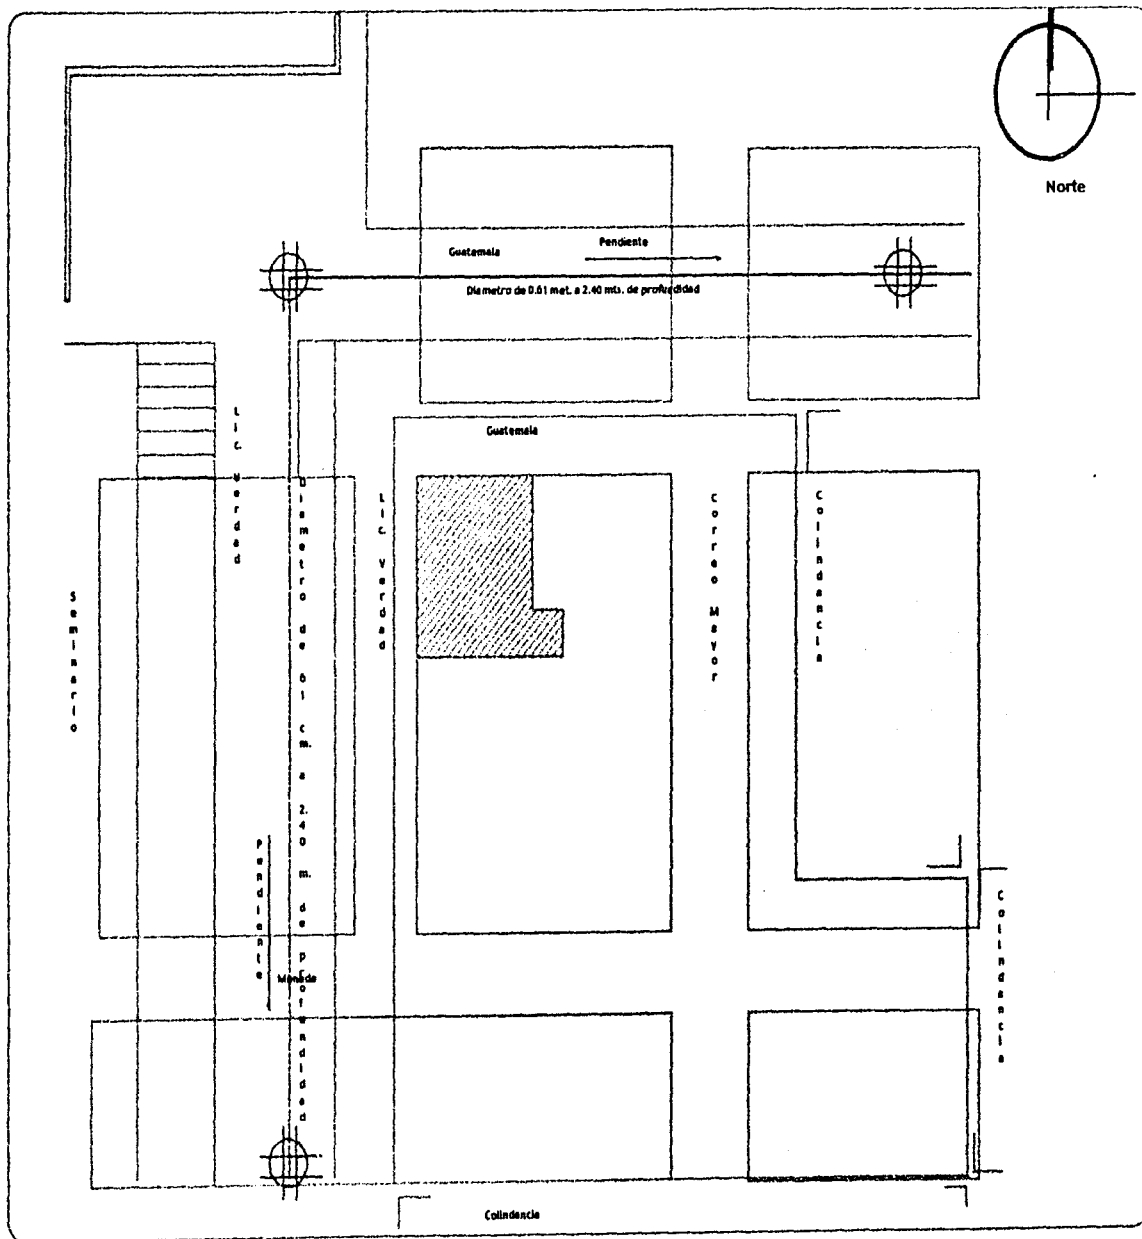 Norte
Pendiente
Guatemala
Diametro de 0.61 met. a 2.40 mts. de profundidad
Lic. Verdad
Guatemala
Diametro de 61 cm. a 2.40 m. de profundidad
Lic. Verdad
Correo Mayor
Colindancia
Seminario
Pendiente
Moneda
Colindancia
Colindancia